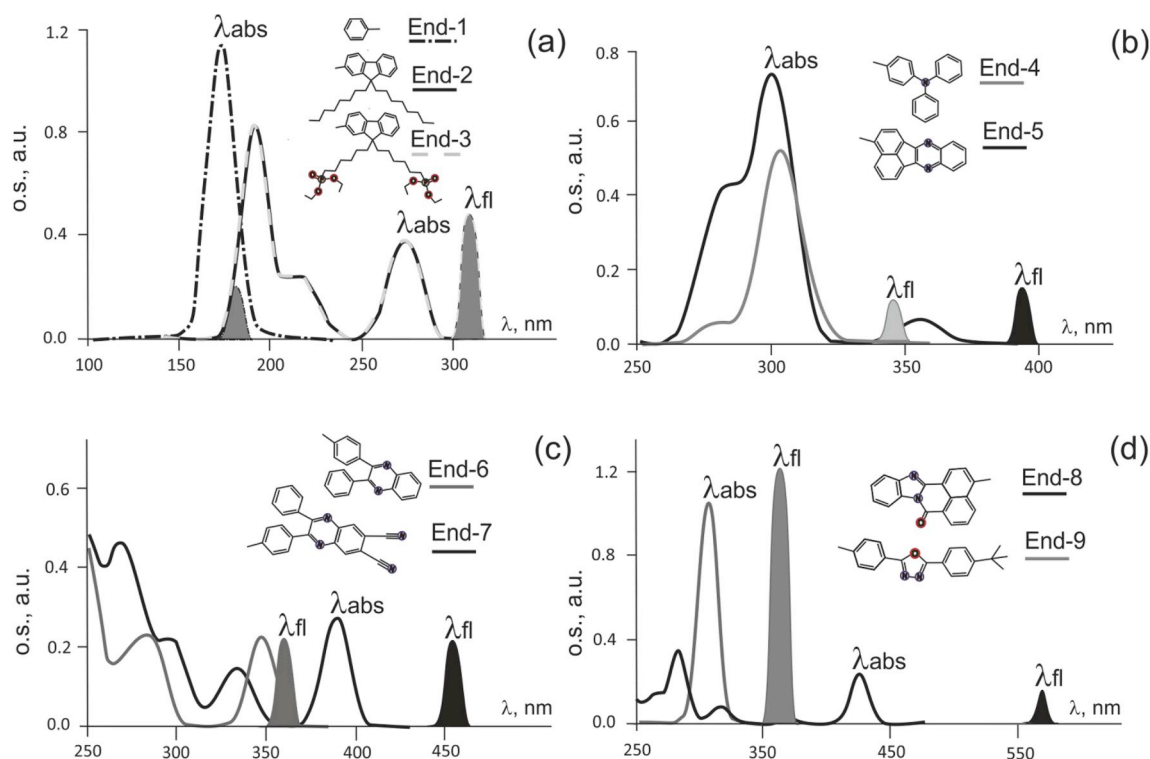 (a)
1.2
0.8
0.4
0.0
o.s., a.u.
λabs
End-1
End-2
End-3
O P O O O P O O
λabs
λfl
λ, nm
100 150 200 250 300
(b)
0.8
0.6
0.4
0.2
0.0
o.s., a.u.
λabs
N
End-4
N
N
End-5
λfl
λfl
λ, nm
250 300 350 400
(c)
0.6
0.4
0.2
0.0
o.s., a.u.
N
N
End-6
N
N
N
N
End-7
λfl
λabs
λfl
λ, nm
250 300 350 400 450
(d)
1.2
0.8
0.4
0.0
o.s., a.u.
λabs
λfl
N
N
O
End-8
O
N N
End-9
λabs
λfl
λ, nm
250 350 450 550